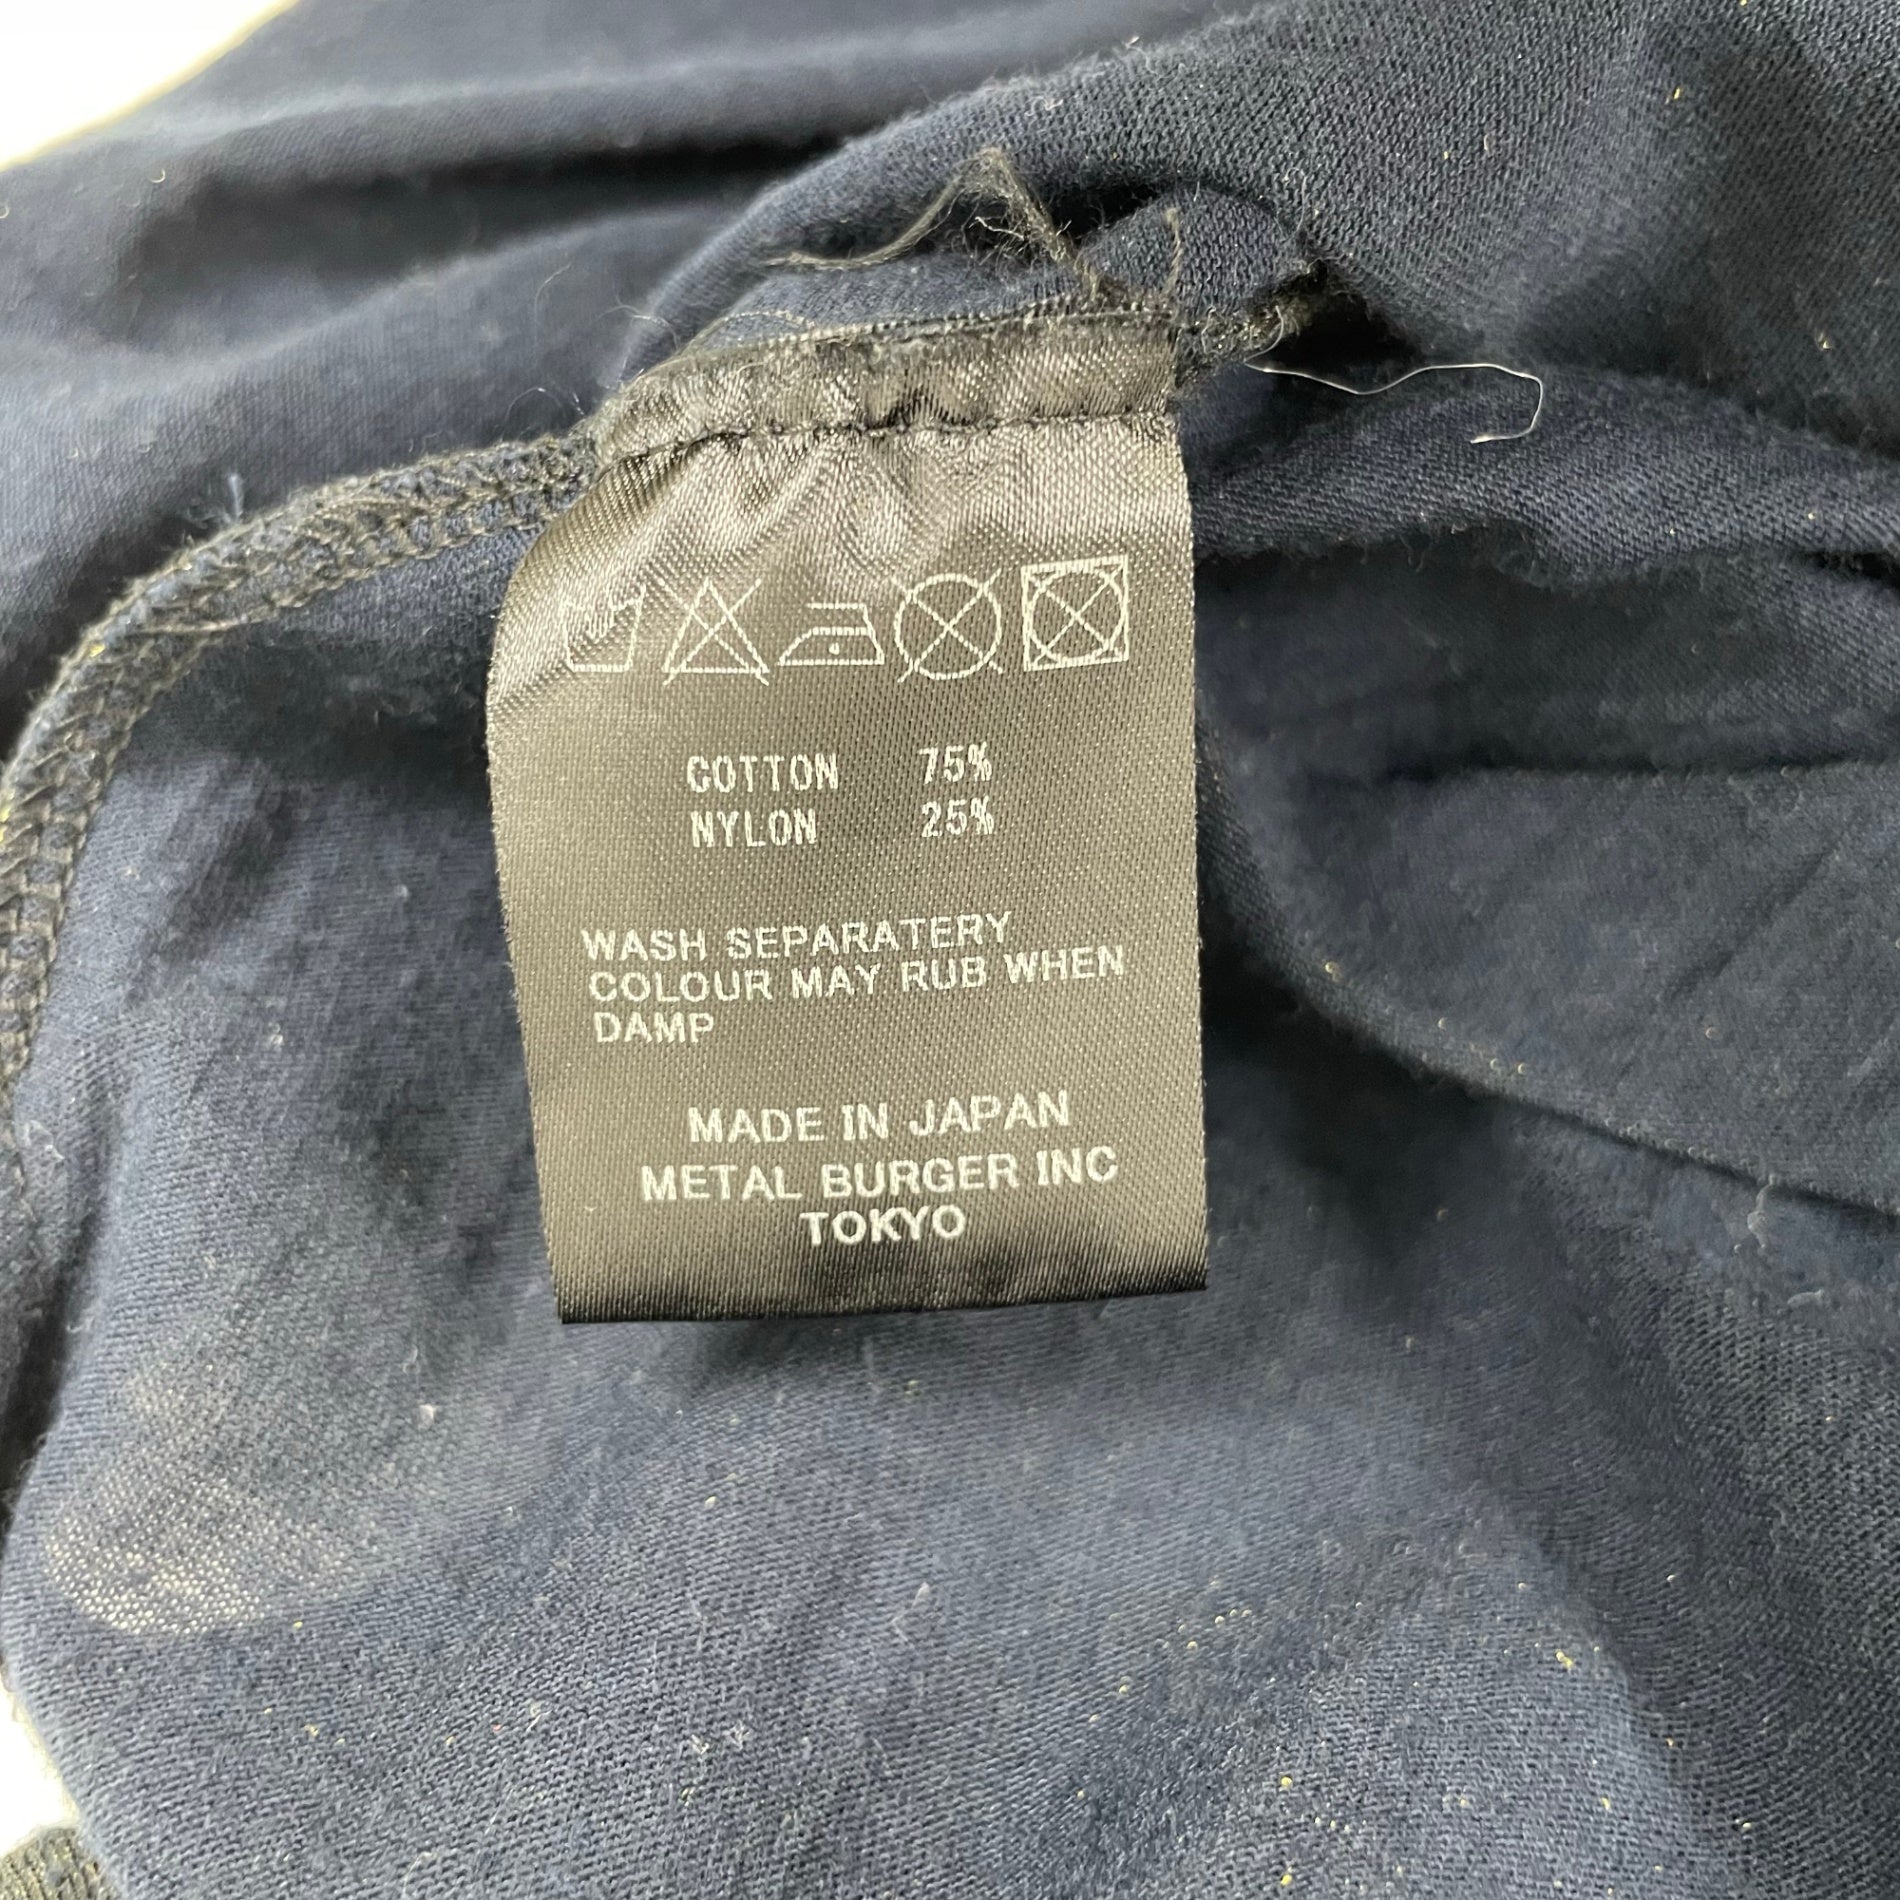 COTTON 75%
NYLON 25%
WASH SEPARATERY
COLOUR MAY RUB WHEN
DAMP
MADE IN JAPAN
METAL BURGER INC
TOKYO